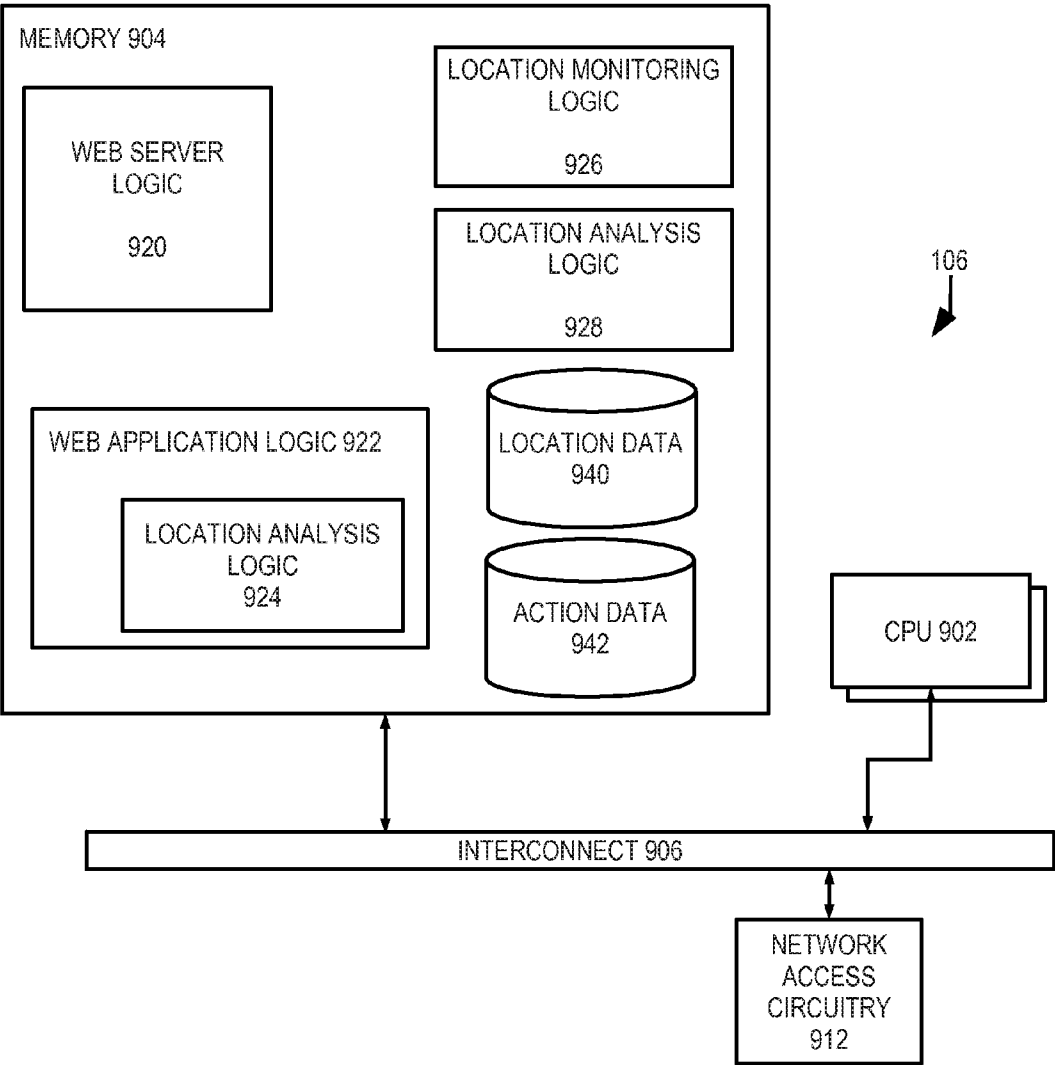 MEMORY 904
WEB SERVER
LOGIC
920
LOCATION MONITORING
LOGIC
926
LOCATION ANALYSIS
LOGIC
928
106
WEB APPLICATION LOGIC 922
LOCATION ANALYSIS
LOGIC
924
LOCATION DATA
940
ACTION DATA
942
CPU 902
INTERCONNECT 906
NETWORK
ACCESS
CIRCUITRY
912